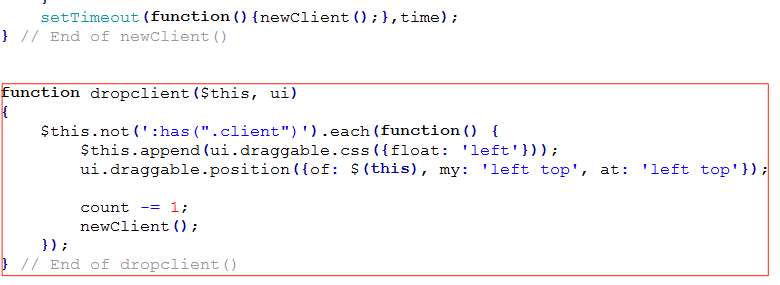 setTimeout(function(){newClient();},time);
} // End of newClient()
function dropclient($this, ui)
{
$this.not(':has(".client")').each(function() {
$this.append(ui.draggable.css({float: 'left'}));
ui.draggable.position({of: $(this), my: 'left top', at: 'left top'});
count -= 1;
newClient();
});
} // End of dropclient()